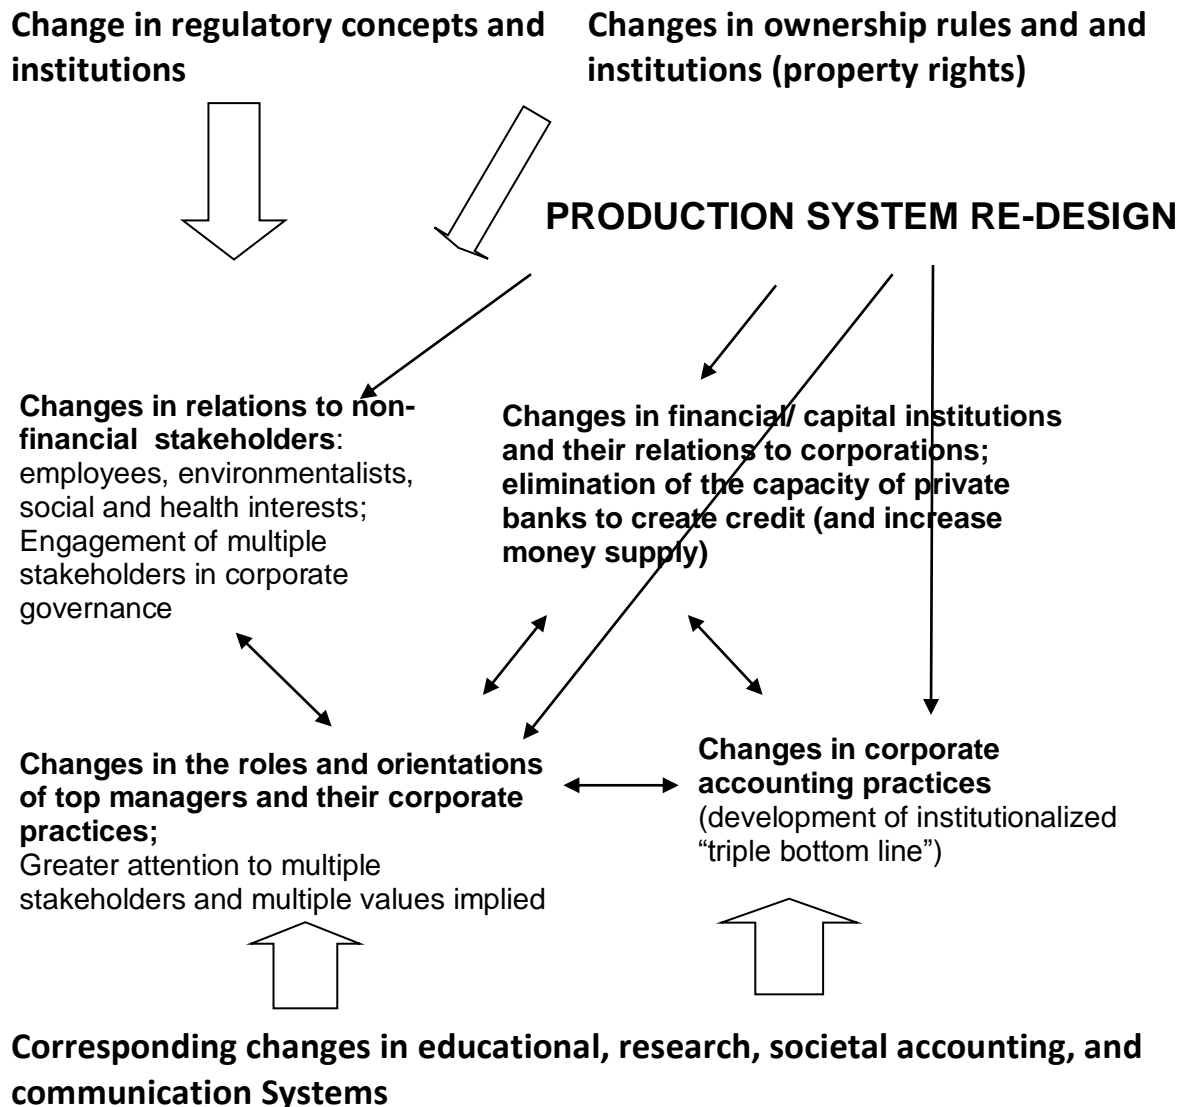 Change in regulatory concepts and
institutions
Changes in ownership rules and and
institutions (property rights)
PRODUCTION SYSTEM RE-DESIGN
Changes in relations to non-
financial  stakeholders:
employees, environmentalists,
social and health interests;
Engagement of multiple
stakeholders in corporate
governance
Changes in financial/ capital institutions
and their relations to corporations;
elimination of the capacity of private
banks to create credit (and increase
money supply)
Changes in the roles and orientations
of top managers and their corporate
practices;
Greater attention to multiple
stakeholders and multiple values implied
Changes in corporate
accounting practices
(development of institutionalized
“triple bottom line”)
Corresponding changes in educational, research, societal accounting, and
communication Systems